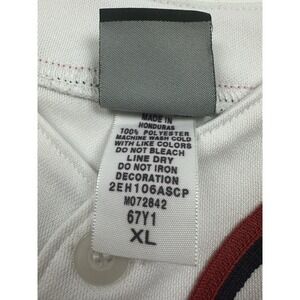 MADE IN
HONDURAS
100% POLYESTER
MACHINE WASH COLD
WITH LIKE COLORS
DO NOT BLEACH
LINE DRY
DO NOT IRON
DECORATION
2EH106ASCP
M072842
67Y1
XL